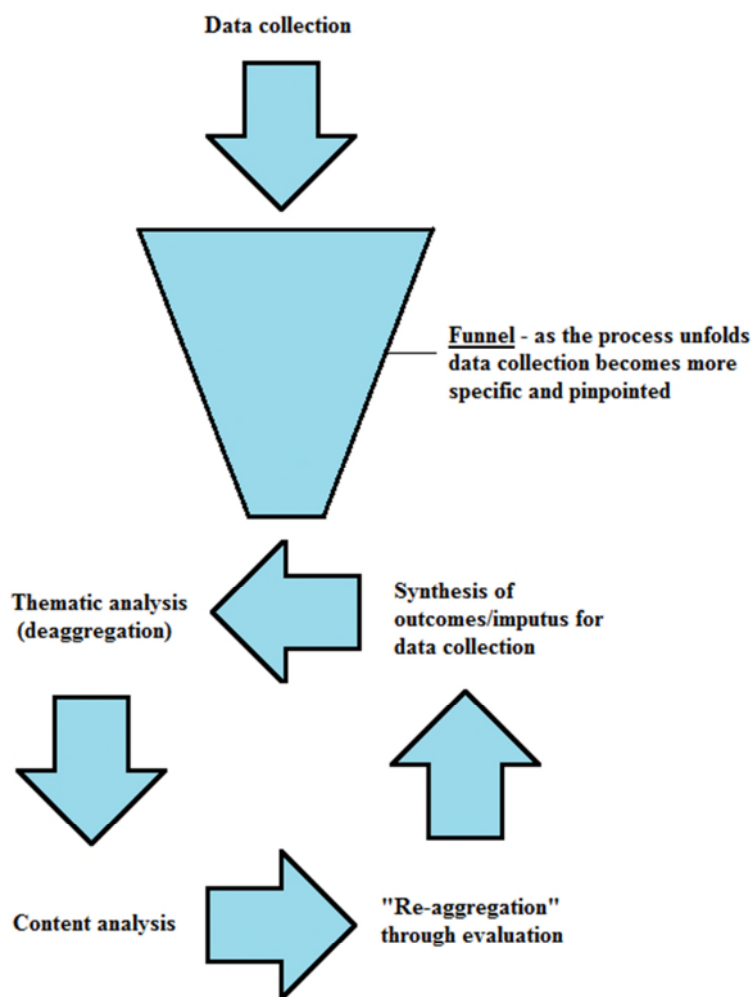 Data collection
Funnel - as the process unfolds
data collection becomes more
specific and pinpointed
Thematic analysis
(deaggregation)
Synthesis of
outcomes/imputus for
data collection
Content analysis
"Re-aggregation"
through evaluation